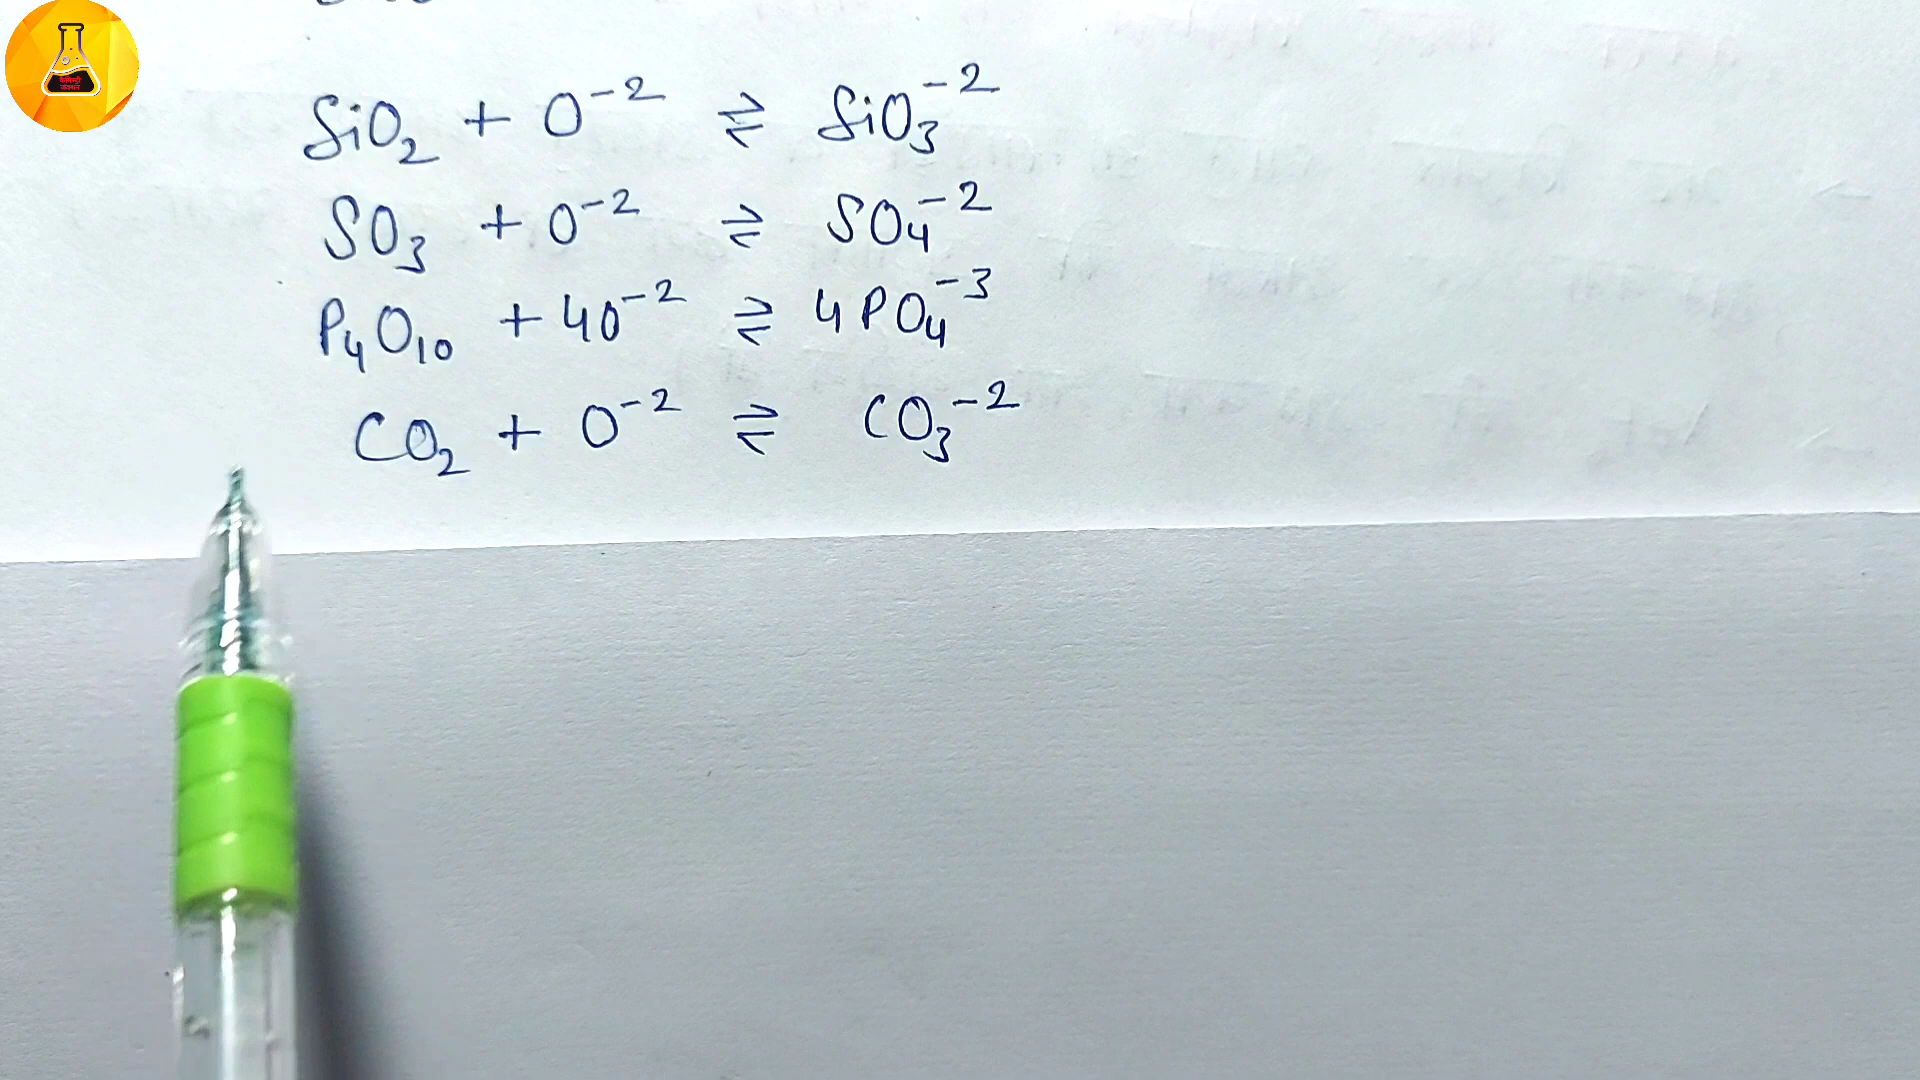 SiO₂ + O⁻² ⇌ SiO₃⁻²
SO₃ + O⁻² ⇌ SO₄⁻²
P₄O₁₀ + 4O⁻² ⇌ 4PO₄⁻³
CO₂ + O⁻² ⇌ CO₃⁻²